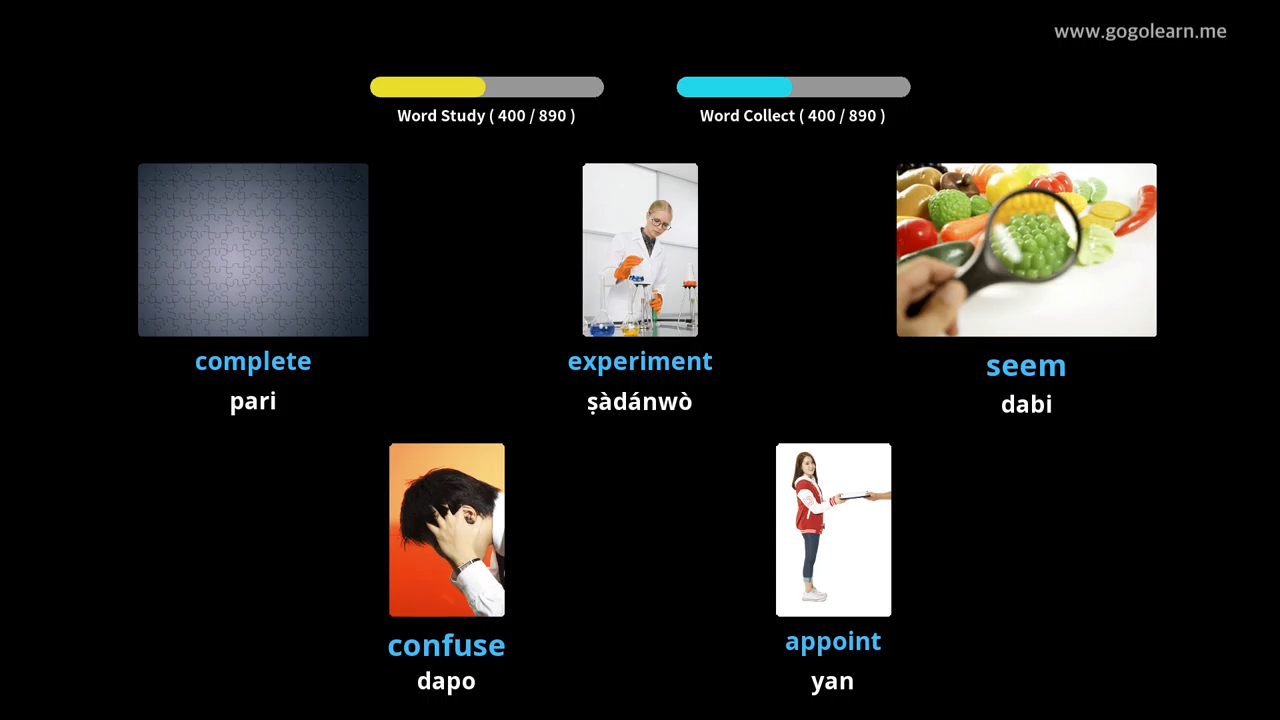 www.gogolearn.me
Word Study ( 400 / 890 )
Word Collect ( 400 / 890 )
complete
pari
experiment
ṣàdánwò
seem
dabi
confuse
dapo
appoint
yan